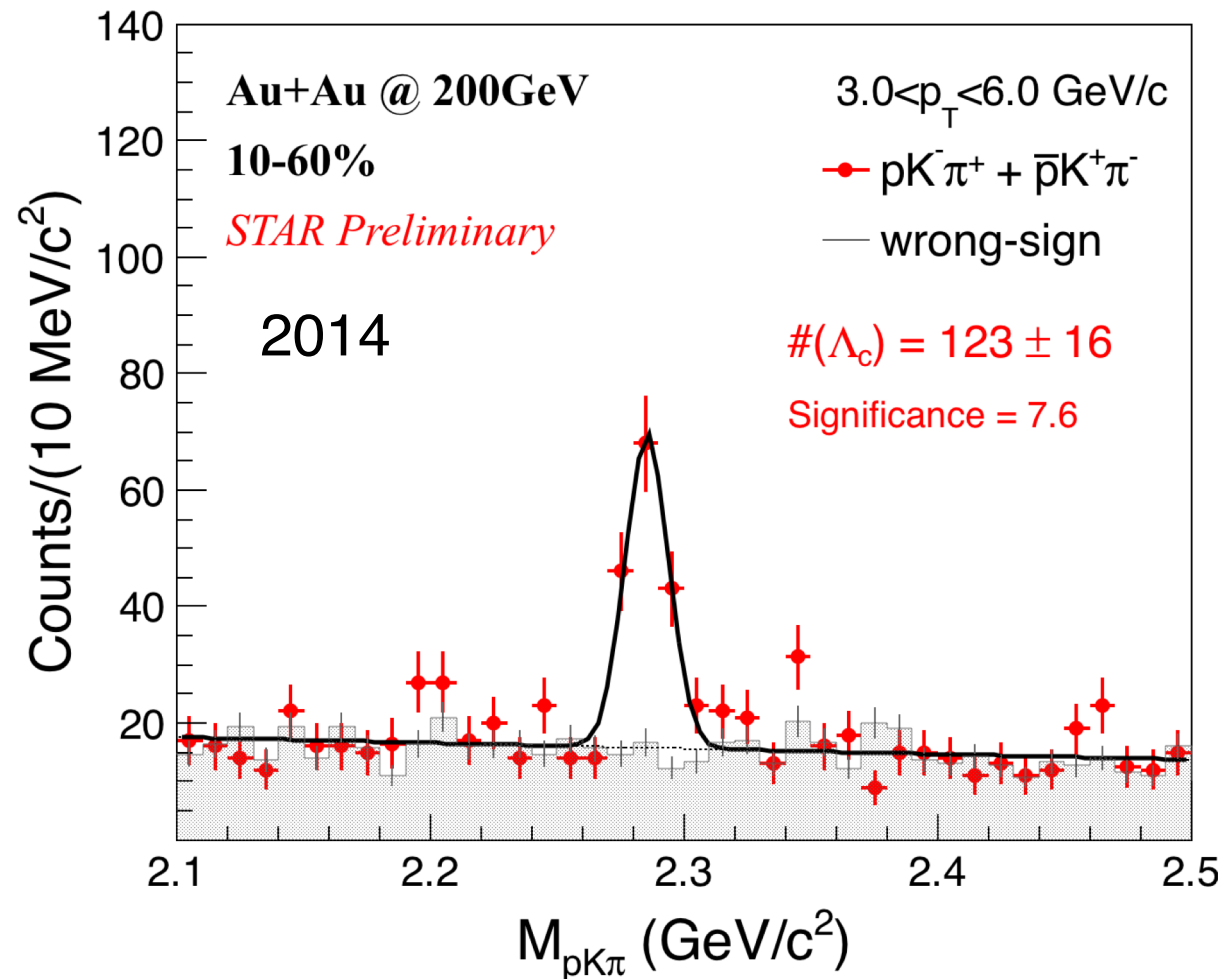 140
120
100
80
60
40
20
Counts/(10 MeV/c²)
Au+Au @ 200GeV
10-60%
STAR Preliminary
2014
3.0<p_T<6.0 GeV/c
pK⁻π⁺ + p̅K⁺π⁻
wrong-sign
#(Λ_c) = 123 ± 16
Significance = 7.6
2.1 2.2 2.3 2.4 2.5
M_pKπ (GeV/c²)